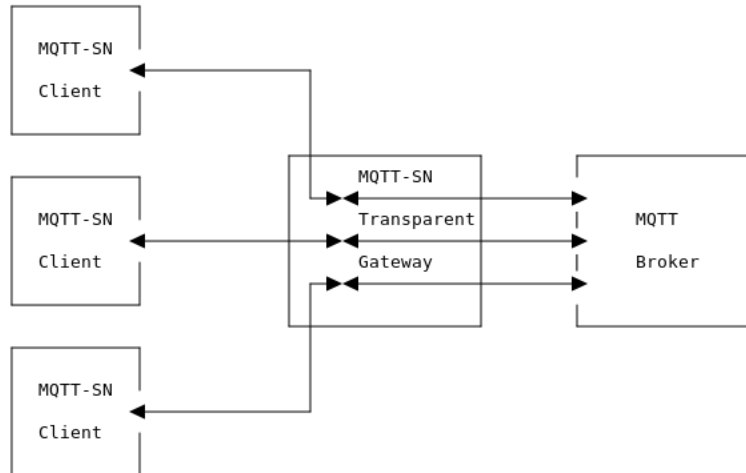 MQTT-SN
Client
MQTT-SN
Transparent
Gateway
MQTT
Broker
MQTT-SN
Client
MQTT-SN
Client